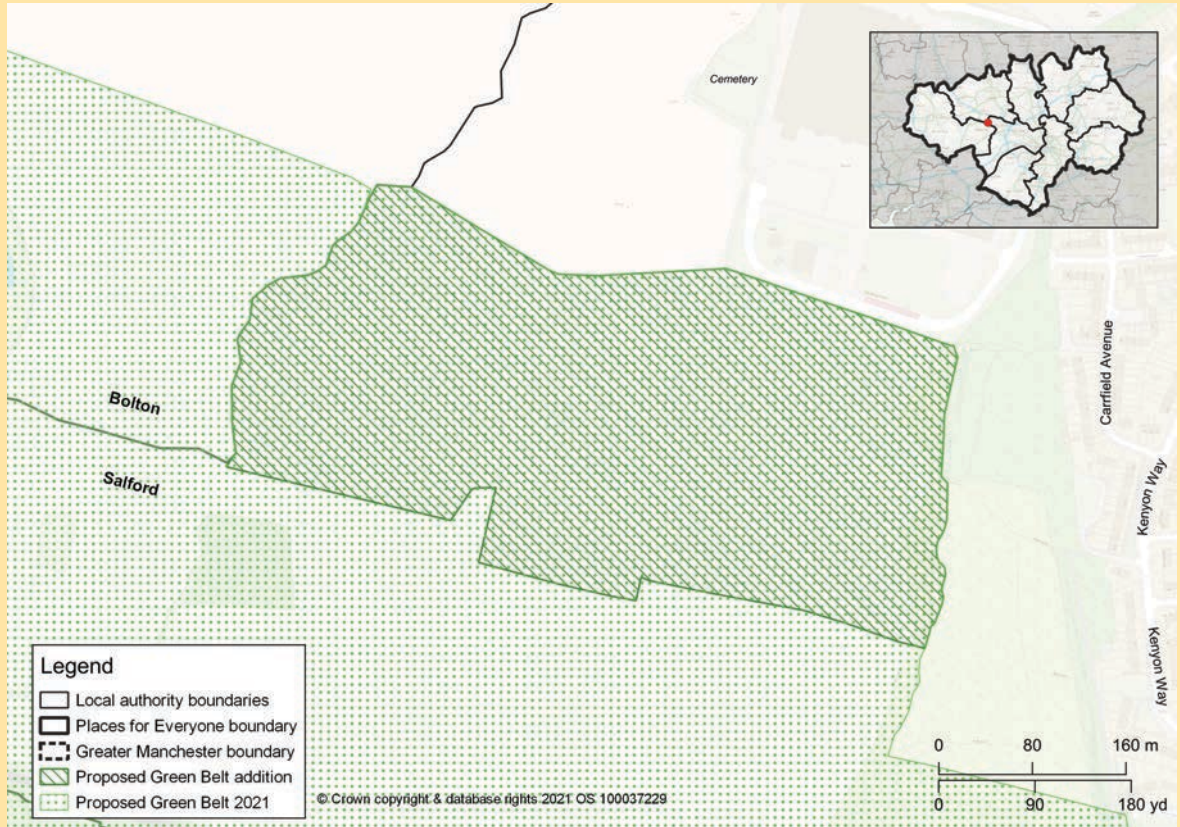 Cemetery
Carrfield Avenue
Bolton
Salford
Kenyon Way
Kenyon Way
Legend
Local authority boundaries
Places for Everyone boundary
Greater Manchester boundary
Proposed Green Belt addition
Proposed Green Belt 2021
© Crown copyright & database rights 2021 OS 100037229
0 80 160 m
0 90 180 yd